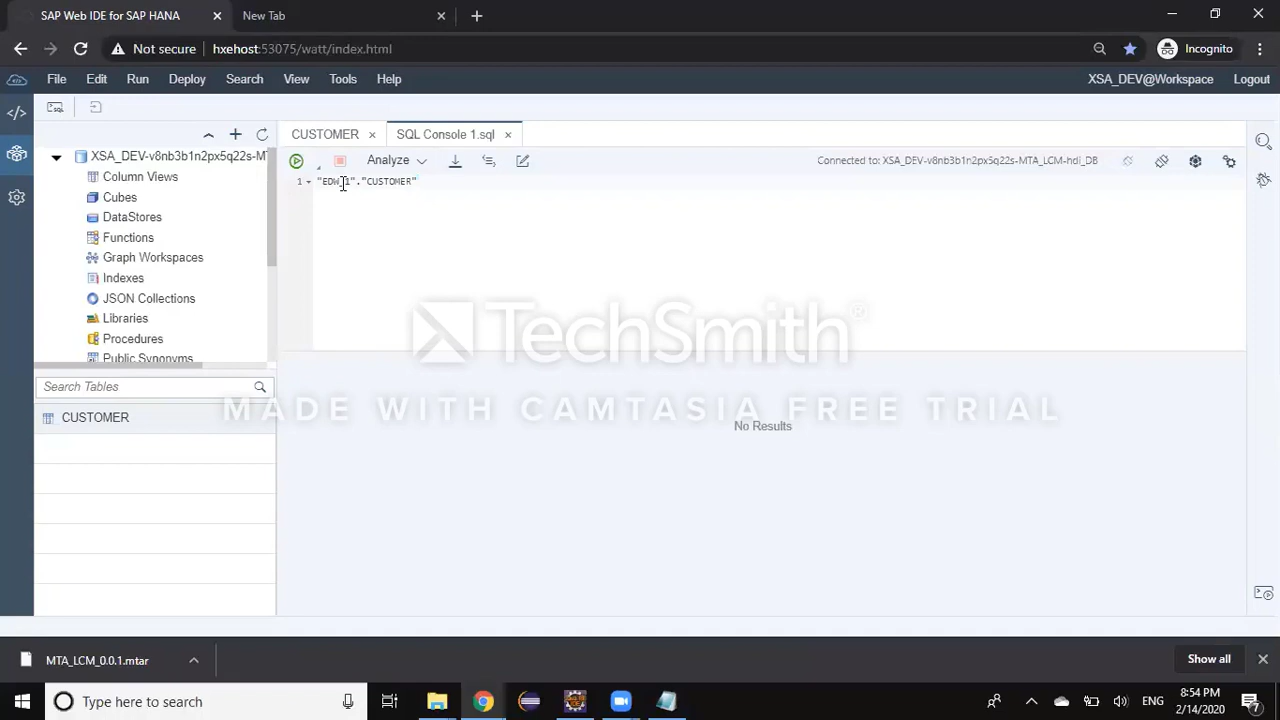 SAP Web IDE for SAP HANA
New Tab
Not secure
hxehost:53075/watt/index.html
Incognito
File
Edit
Run
Deploy
Search
View
Tools
Help
XSA_DEV@Workspace
Logout
CUSTOMER
SQL Console 1.sql
XSA_DEV-v8nb3b1n2px5q22s-MT
Column Views
Cubes
DataStores
Functions
Graph Workspaces
Indexes
JSON Collections
Libraries
Procedures
Public Synonyms
Search Tables
CUSTOMER
Analyze
Connected to: XSA_DEV-v8nb3b1n2px5q22s-MTA_LCM-hdi_DB
1
"EDW_1"."CUSTOMER"
TechSmith®
MADE WITH CAMTASIA FREE TRIAL
No Results
MTA_LCM_0.0.1.mtar
Show all
Type here to search
ENG
8:54 PM
2/14/2020
7